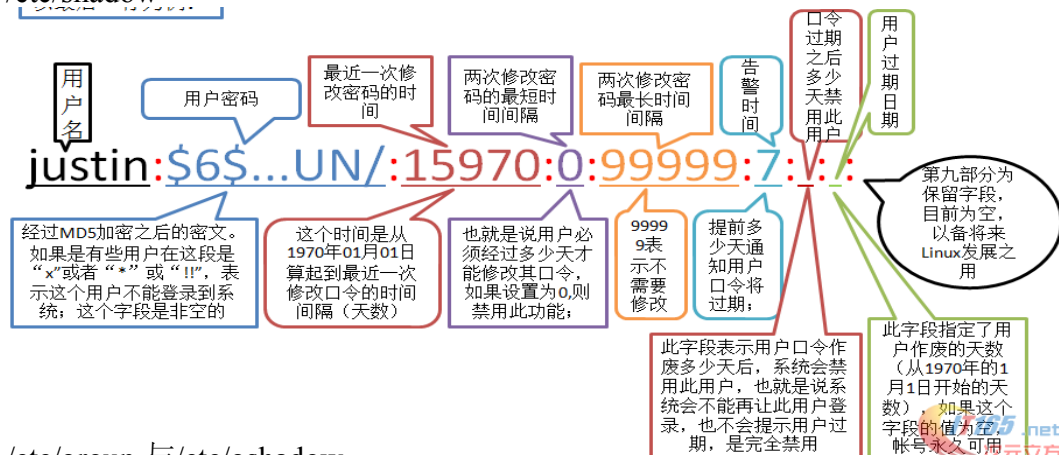 /etc/shadow
用
户
名
用户密码
最近一次修
改密码的时
间
两次修改密
码的最短时
间间隔
两次修改密
码最长时间
间隔
告
警
时
间
口令
过期
之后
多少
天禁
用此
用户
用
户
过
期
日
期
justin:$6$...UN/:15970:0:99999:7: : :
经过MD5加密之后的密文。
如果是有些用户在这段是
“x”或者“*”或“!!”，表
示这个用户不能登录到系
统；这个字段是非空的
这个时间是从
1970年01月01日
算起到最近一次
修改口令的时间
间隔（天数）
也就是说用户必
须经过多少天才
能修改其口令，
如果设置为0,则
禁用此功能；
9999
9表
示不
需要
修改
提前多
少天通
知用户
口令将
过期；
第九部分为
保留字段，
目前为空，
以备将来
Linux发展之
用
此字段表示用户口令作
废多少天后，系统会禁
用此用户，也就是说系
统会不能再让此用户登
录，也不会提示用户过
期，是完全禁用
此字段指定了用
户作废的天数
（从1970年的1
月1日开始的天
数），如果这个
字段的值为空，
帐号永久可用
IT165.net
/etc/group 与/etc/gshadow